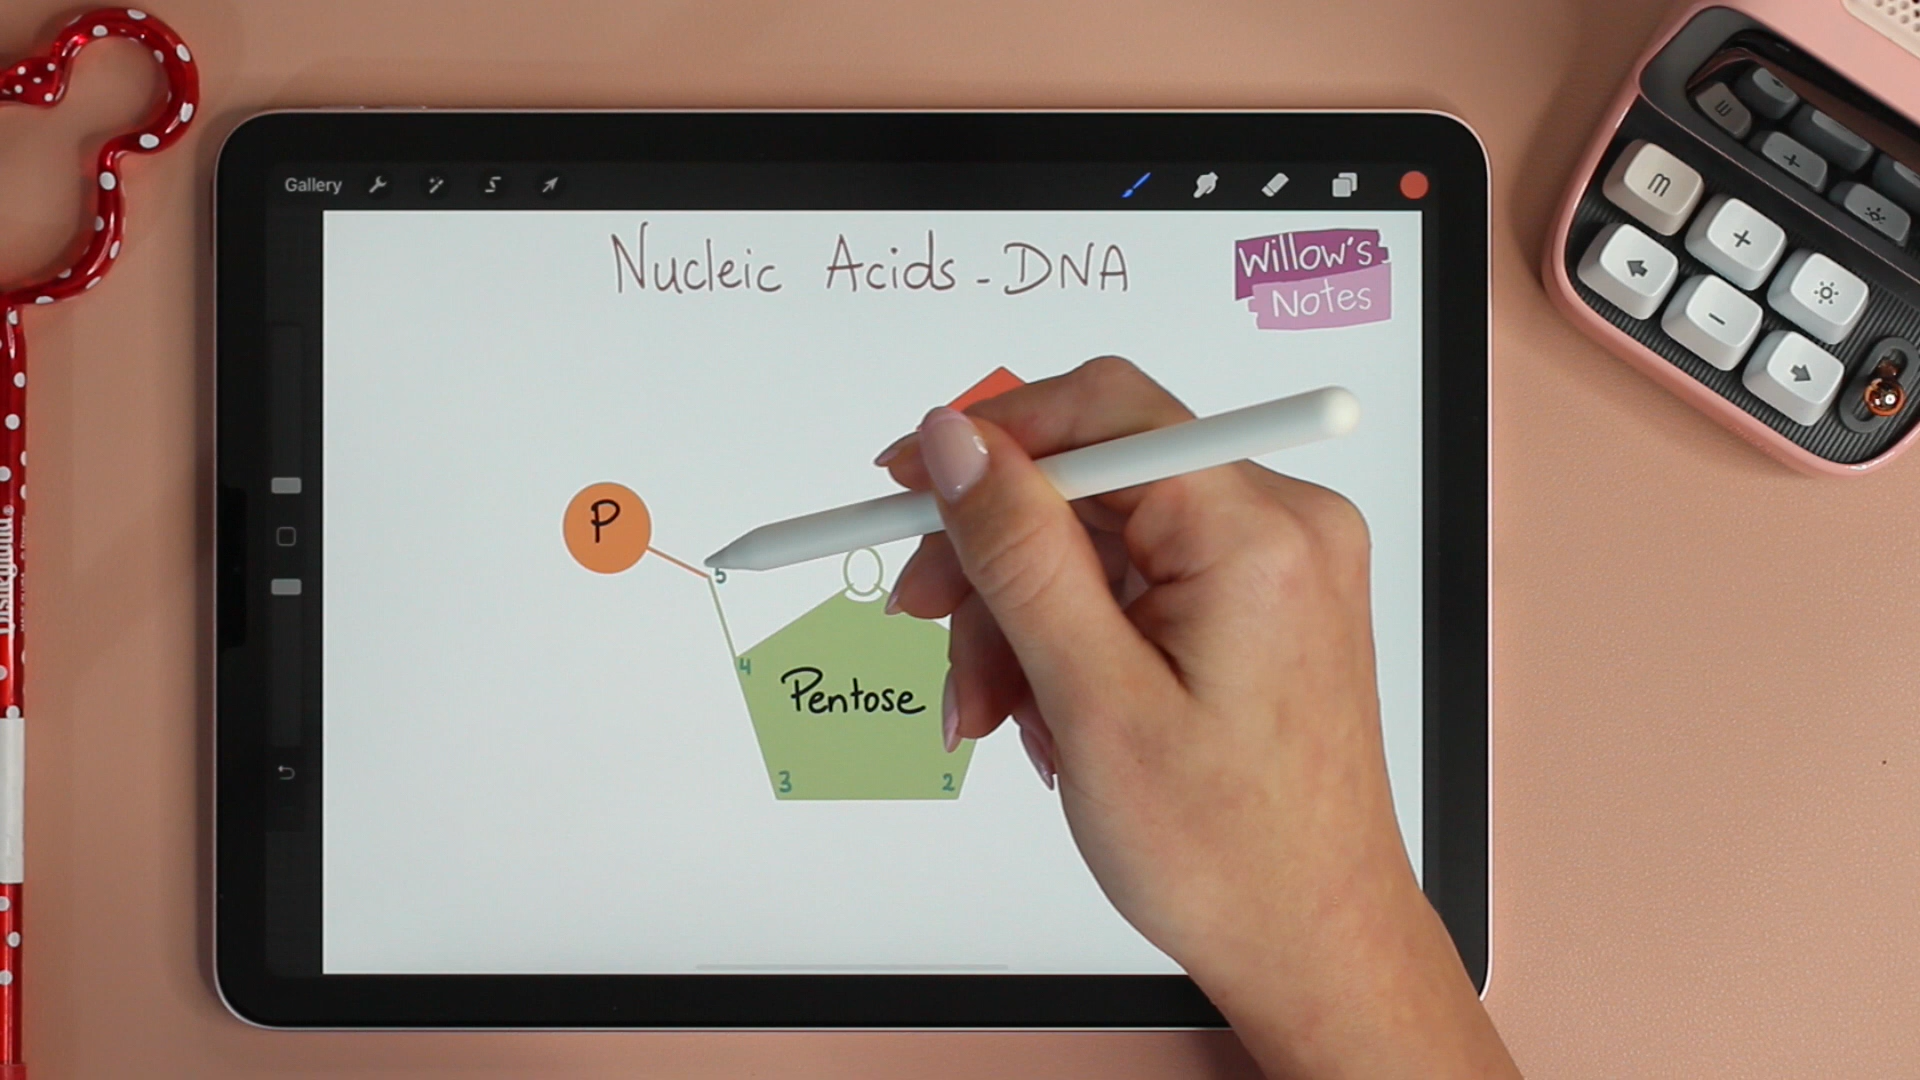 Gallery
Nucleic Acids - DNA
Willow's
Notes
P
5
O
4
Pentose
3
2
m
+
-